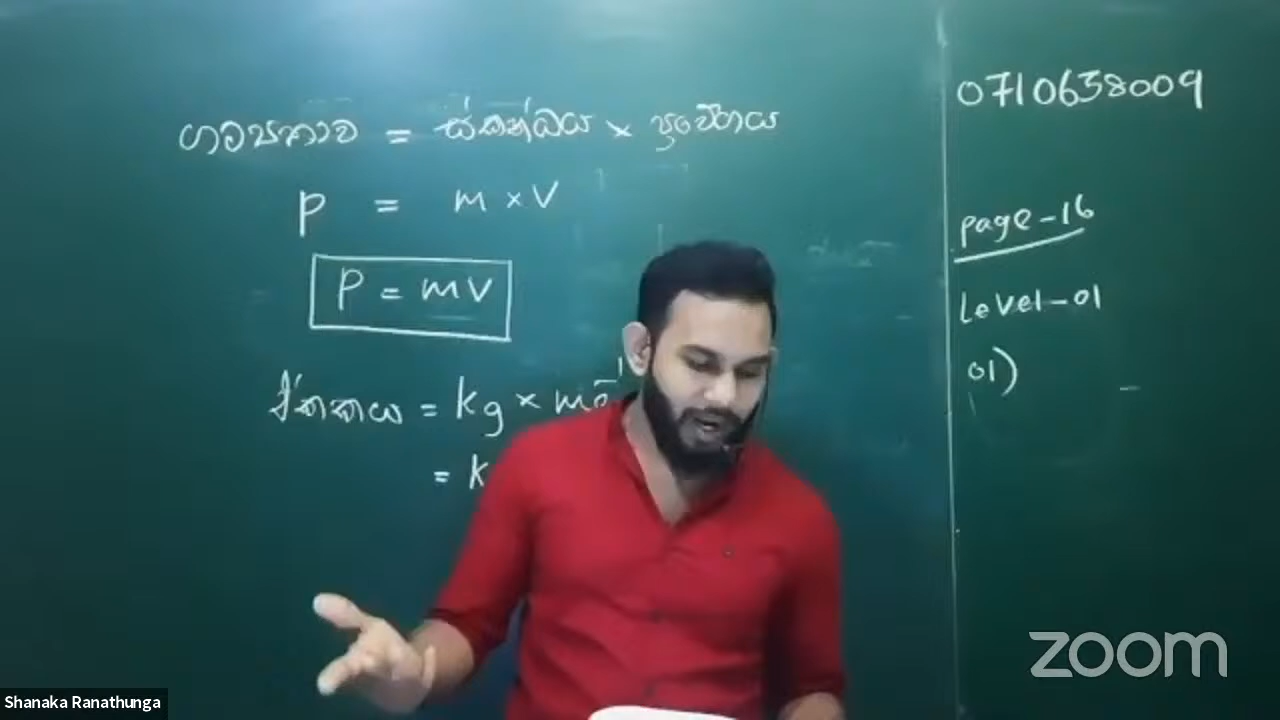 ගම්‍යතාව = ස්කන්ධය × ප්‍රවේගය
P = m × V
P = mV
ඒකකය = kg × ms⁻¹
= k
0710638009
page-16
Level-01
01)
zoom
Shanaka Ranathunga